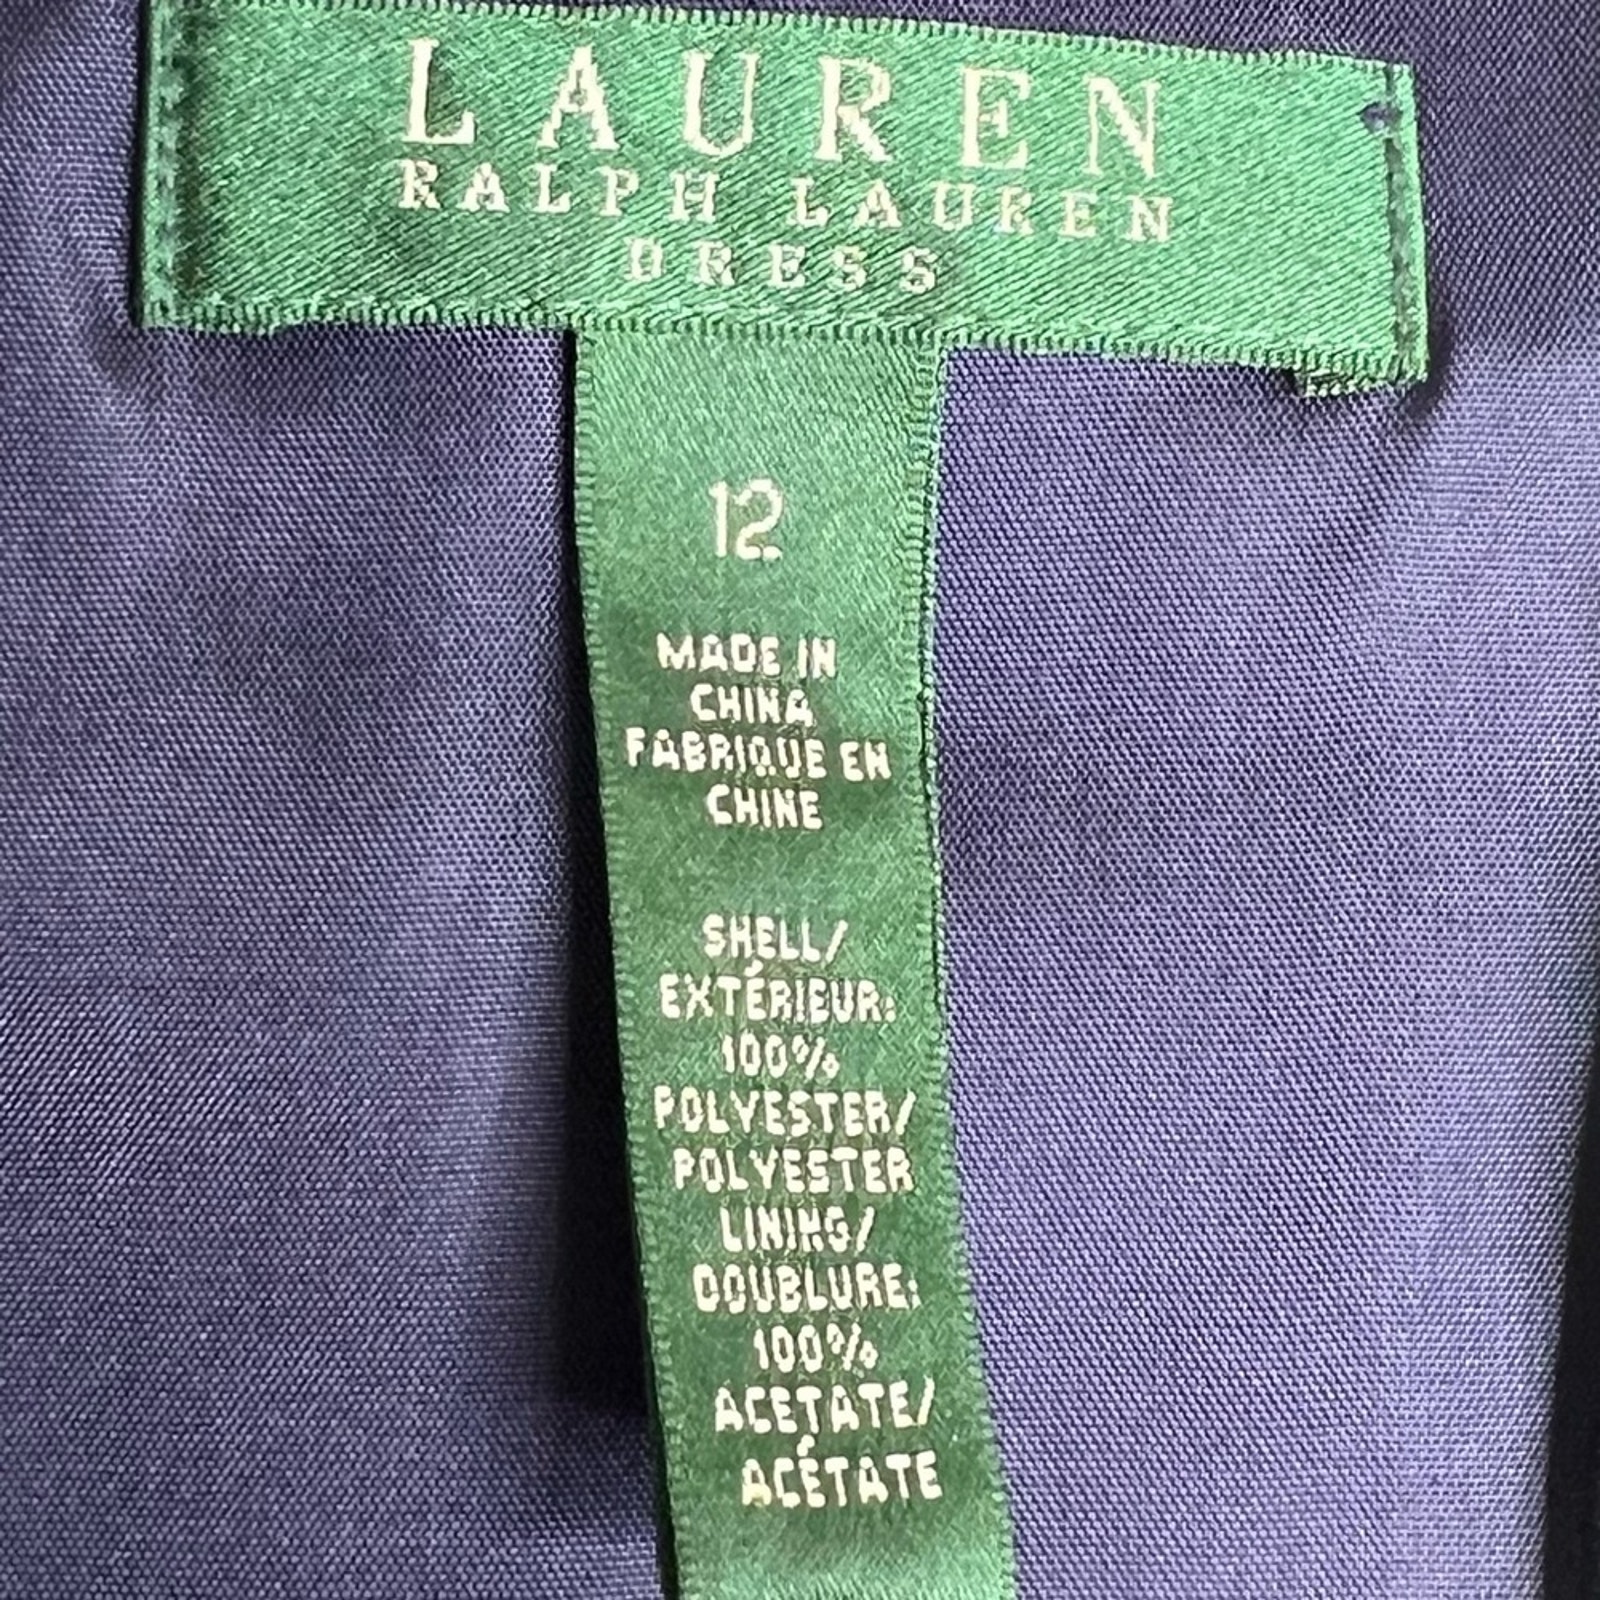 LAUREN
RALPH LAUREN
DRESS
12
MADE IN
CHINA
FABRIQUE EN
CHINE
SHELL/
EXTÉRIEUR:
100%
POLYESTER/
POLYESTER
LINING/
DOUBLURE:
100%
ACETATE/
ACÉTATE